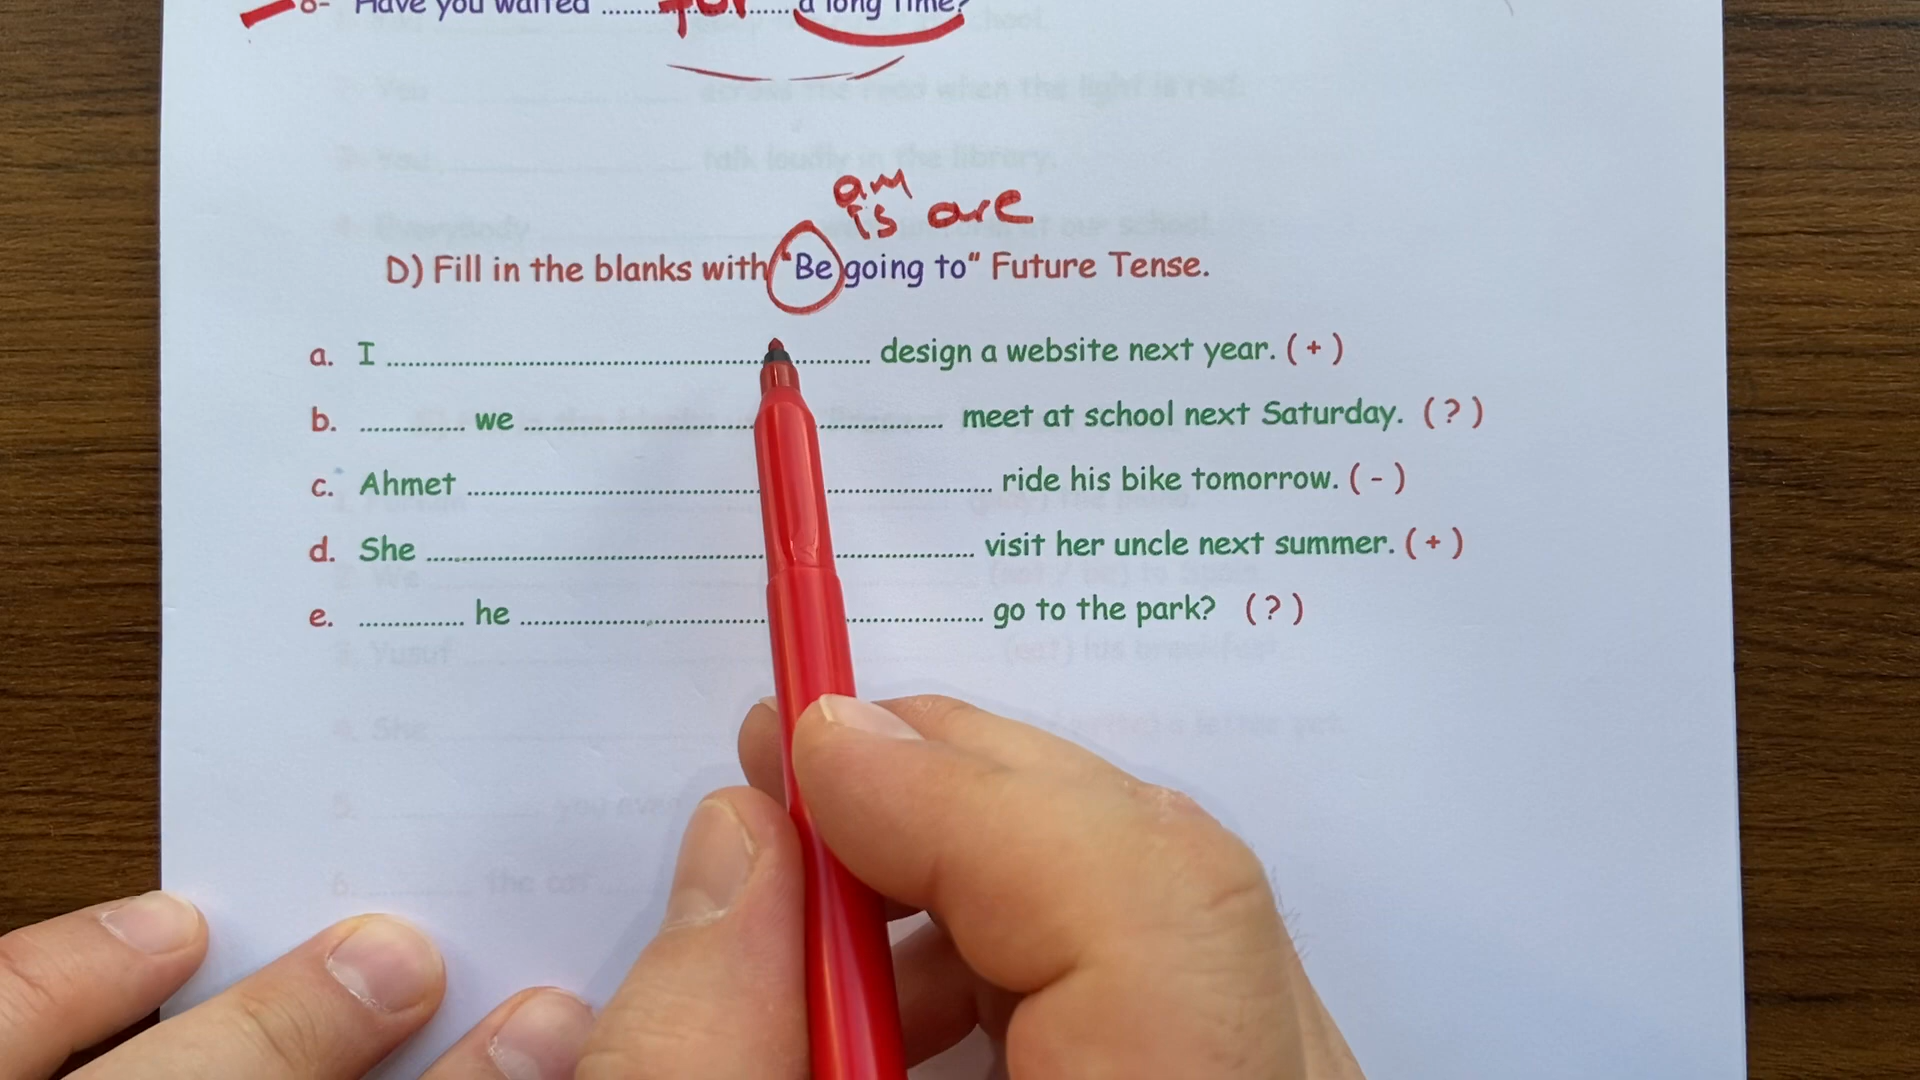 8- Have you waited .................... for .......... a long time?
am
is are
D) Fill in the blanks with "Be going to" Future Tense.
a. I ............................................................ design a website next year. ( + )
b. ............. we ............................................................ meet at school next Saturday. ( ? )
c. Ahmet ............................................................ ride his bike tomorrow. ( - )
d. She ............................................................ visit her uncle next summer. ( + )
e. ............. he ............................................................ go to the park? ( ? )